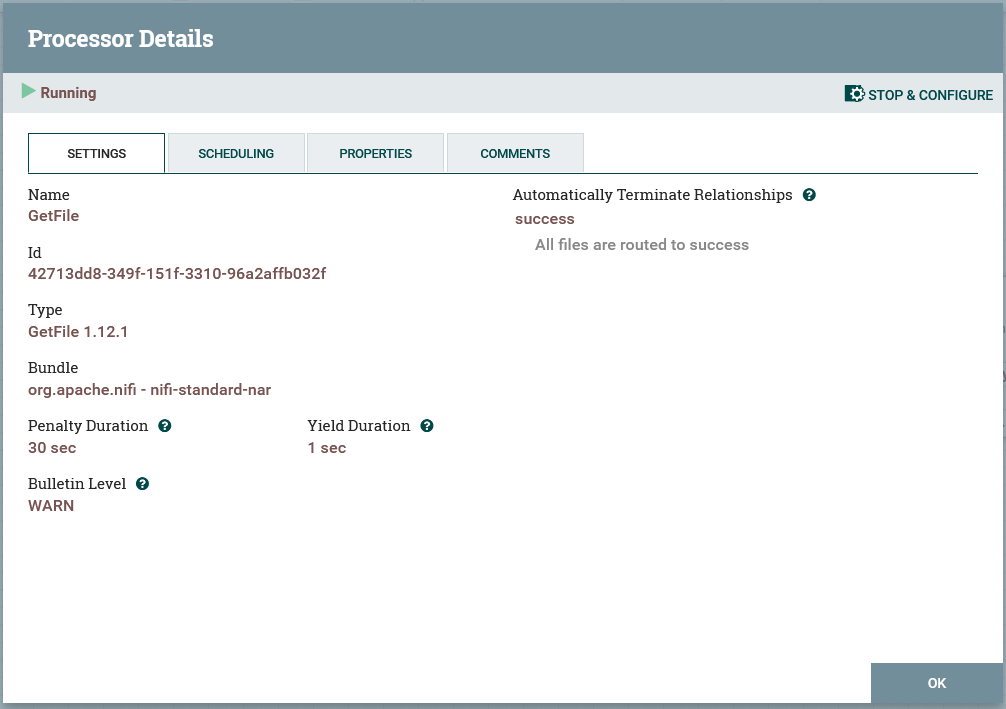 Processor Details
Running
STOP & CONFIGURE
SETTINGS
SCHEDULING
PROPERTIES
COMMENTS
Name
GetFile
Id
42713dd8-349f-151f-3310-96a2affb032f
Type
GetFile 1.12.1
Bundle
org.apache.nifi - nifi-standard-nar
Penalty Duration
30 sec
Yield Duration
1 sec
Bulletin Level
WARN
Automatically Terminate Relationships
success
All files are routed to success
OK